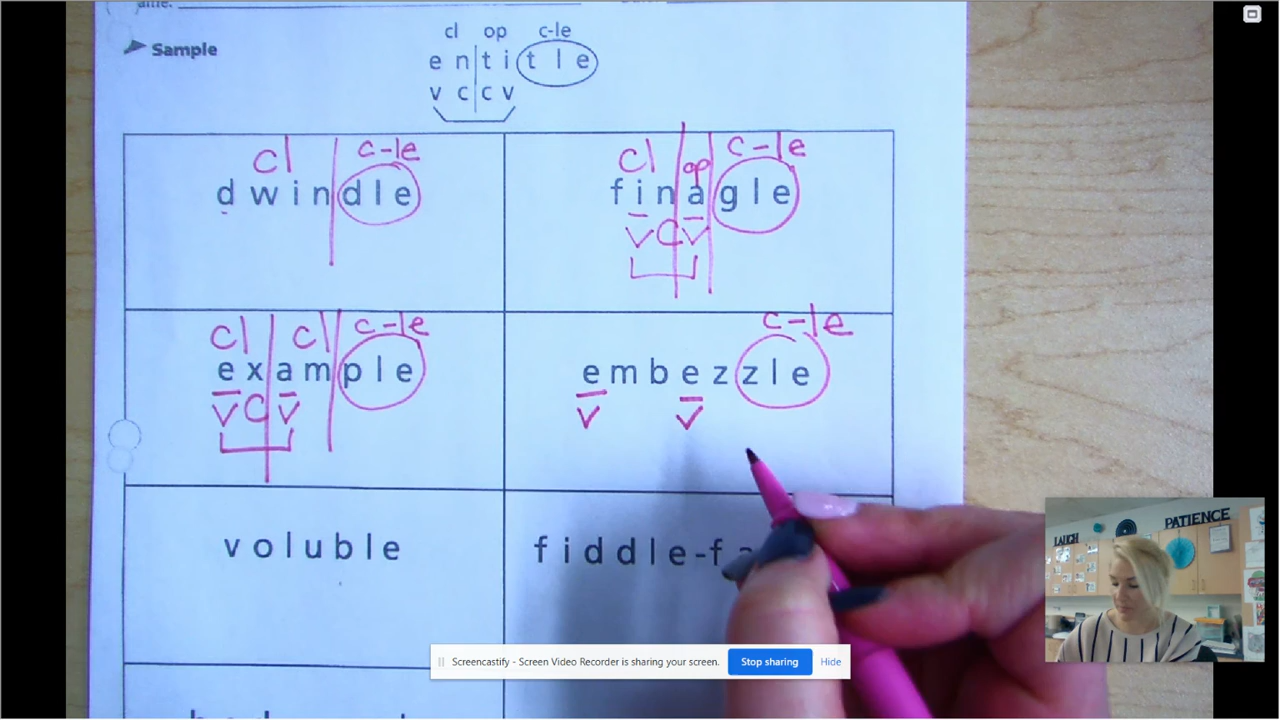 Sample
cl op c-le
e n t i t l e
v c c v
cl c-le
d w i n d l e
cl op c-le
f i n a g l e
V C V
cl cl c-le
e x a m p l e
V C V
c-le
e m b e z z l e
V V
v o l u b l e
f i d d l e - f
Screencastify - Screen Video Recorder is sharing your screen.
Stop sharing
Hide
LAUGH
PATIENCE